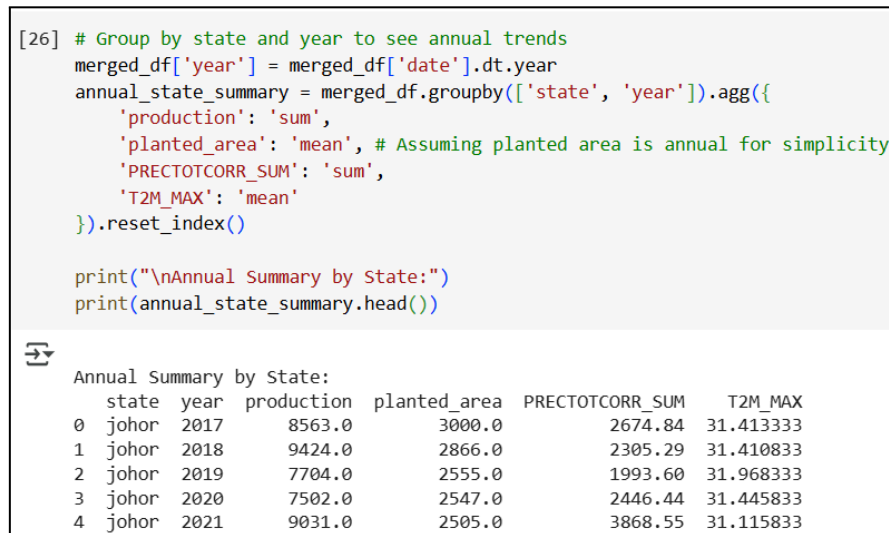 [26] # Group by state and year to see annual trends
merged_df['year'] = merged_df['date'].dt.year
annual_state_summary = merged_df.groupby(['state', 'year']).agg({
    'production': 'sum',
    'planted_area': 'mean', # Assuming planted area is annual for simplicity
    'PRECTOTCORR_SUM': 'sum',
    'T2M_MAX': 'mean'
}).reset_index()
print("\nAnnual Summary by State:")
print(annual_state_summary.head())
Annual Summary by State:
state year production planted_area PRECTOTCORR_SUM T2M_MAX
0 johor 2017 8563.0 3000.0 2674.84 31.413333
1 johor 2018 9424.0 2866.0 2305.29 31.410833
2 johor 2019 7704.0 2555.0 1993.60 31.968833
3 johor 2020 7502.0 2547.0 2446.44 31.445833
4 johor 2021 9031.0 2505.0 3868.55 31.115833